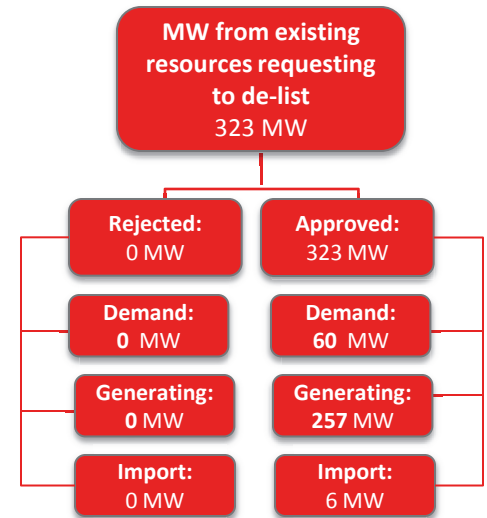 MW from existing
resources requesting
to de-list
323 MW
Rejected:
0 MW
Approved:
323 MW
Demand:
0 MW
Demand:
60 MW
Generating:
0 MW
Generating:
257 MW
Import:
0 MW
Import:
6 MW